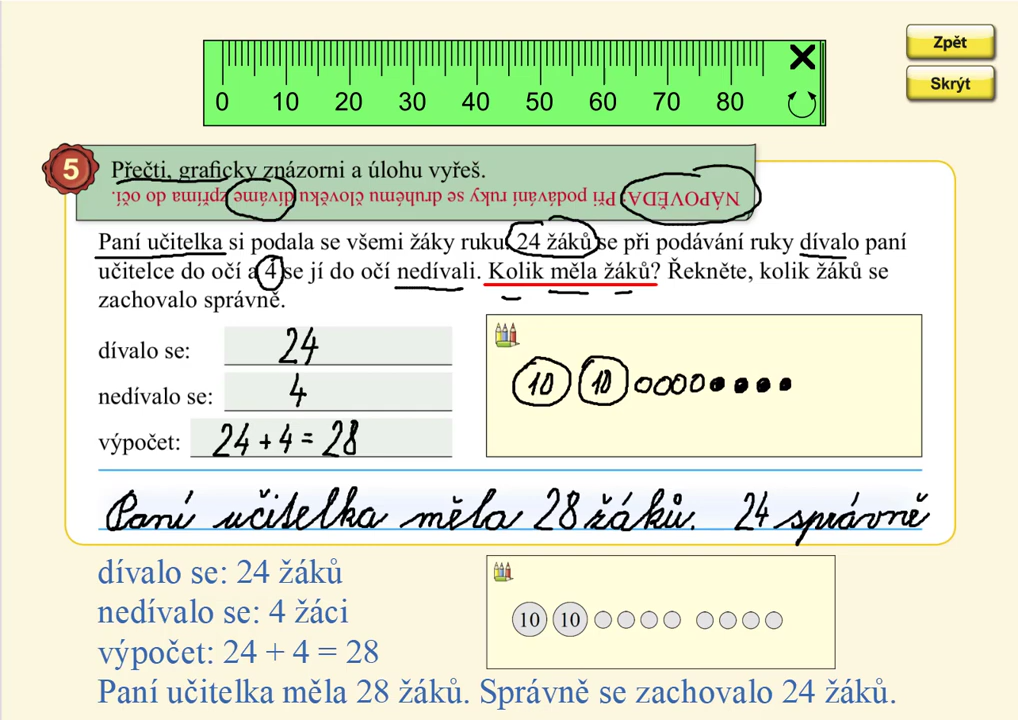 Zpět
Skrýt
0 10 20 30 40 50 60 70 80
5 Přečti, graficky znázorni a úlohu vyřeš.
NÁPOVĚDA: Při podávání ruky se druhému člověku díváme zpříma do očí.
Paní učitelka si podala se všemi žáky ruku. 24 žáků se při podávání ruky dívalo paní
učitelce do očí a 4 se jí do očí nedívali. Kolik měla žáků? Řekněte, kolik žáků se
zachovalo správně.
dívalo se: 24
nedívalo se: 4
výpočet: 24 + 4 = 28
10 10
Paní učitelka měla 28 žáků. 24 správně
dívalo se: 24 žáků
nedívalo se: 4 žáci
výpočet: 24 + 4 = 28
10 10
Paní učitelka měla 28 žáků. Správně se zachovalo 24 žáků.